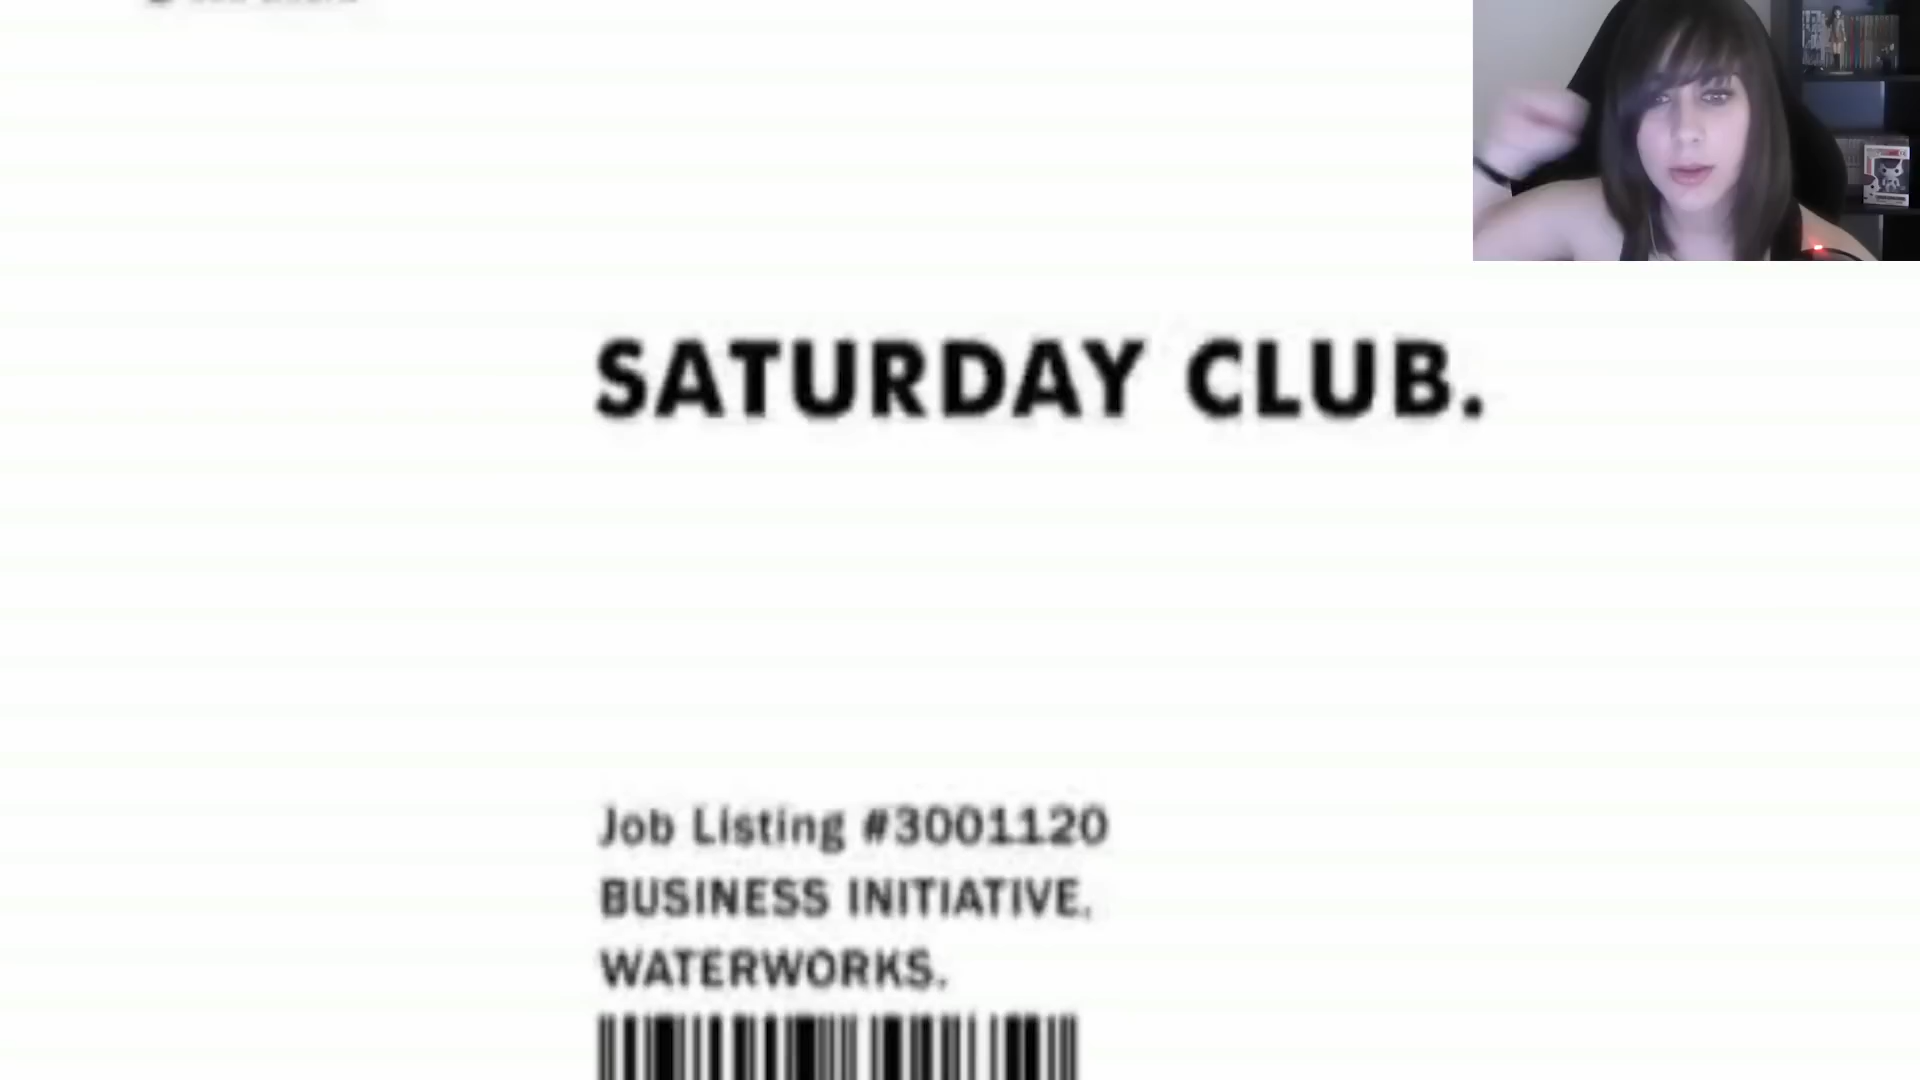 SATURDAY CLUB.
Job Listing #3001120
BUSINESS INITIATIVE.
WATERWORKS.